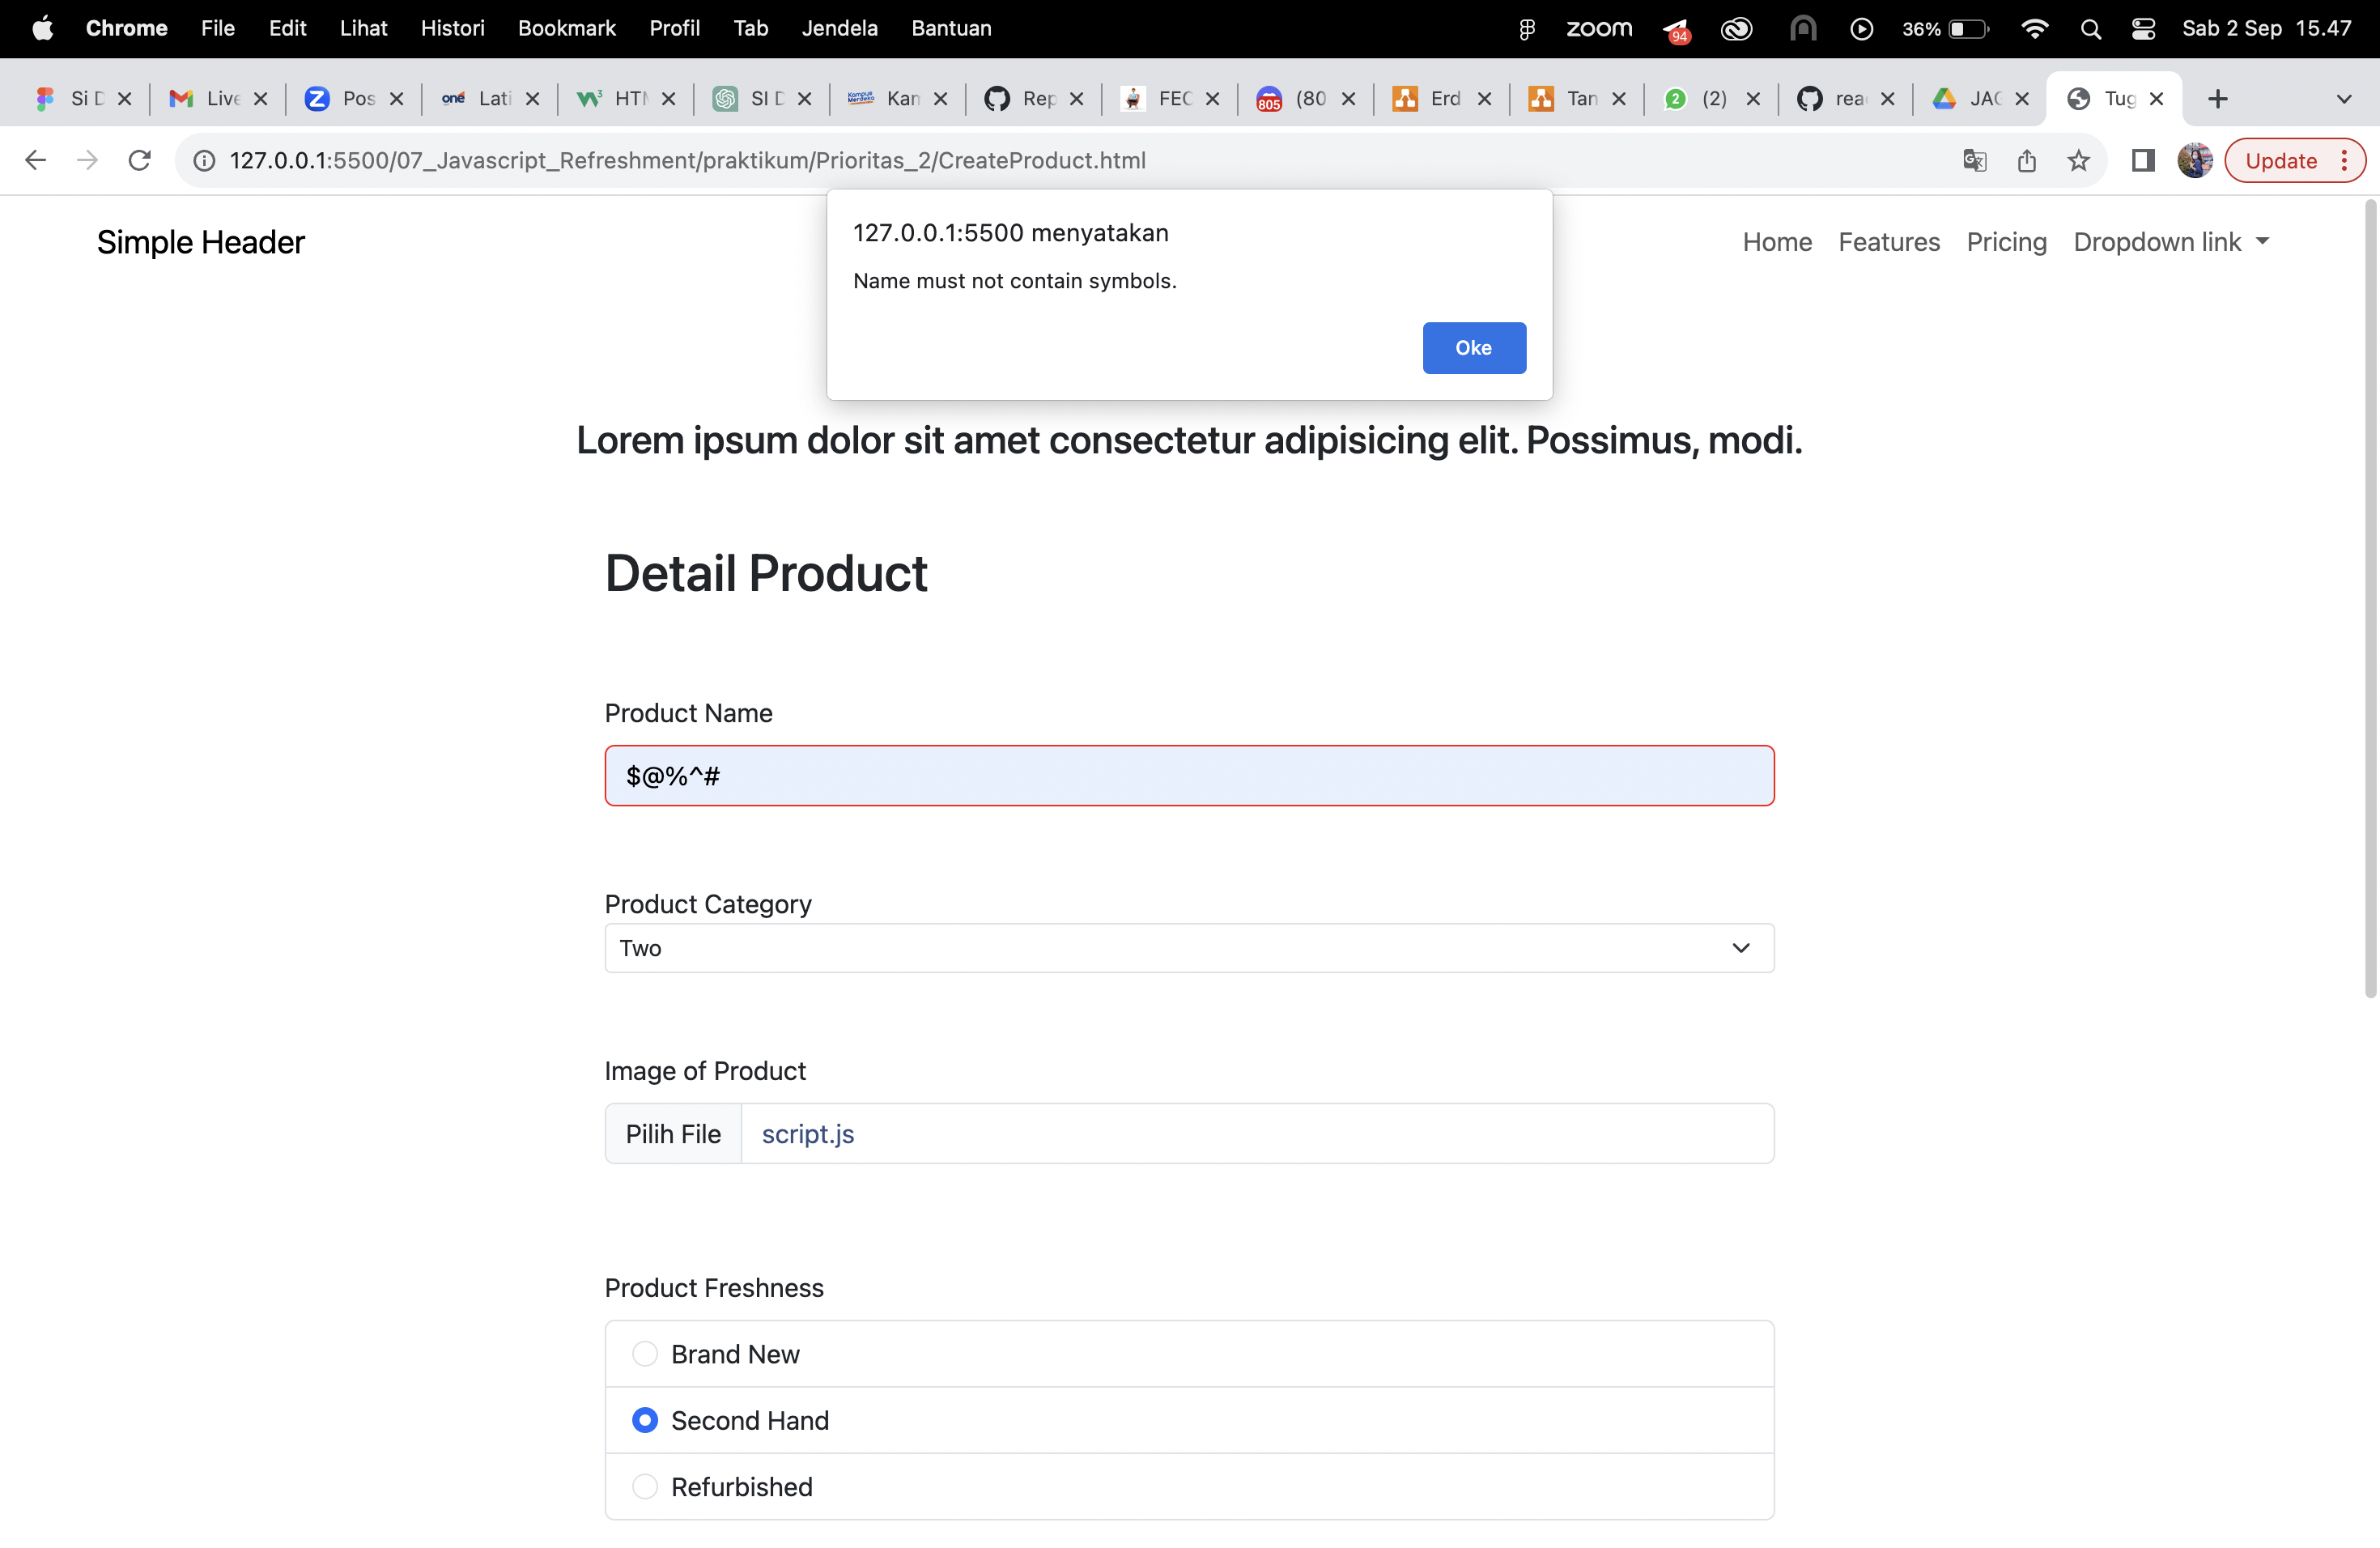 Chrome File Edit Lihat Histori Bookmark Profil Tab Jendela Bantuan zoom 94 36% Sab 2 Sep 15.47
Si D Live Pos one Lati HTM SI D Kampus Merdeka Kam Rep FEC 805 (80 Erd Tan 2 (2) rea JAC Tug
127.0.0.1:5500/07_Javascript_Refreshment/praktikum/Prioritas_2/CreateProduct.html Update
Simple Header
Home Features Pricing Dropdown link
127.0.0.1:5500 menyatakan
Name must not contain symbols.
Oke
Lorem ipsum dolor sit amet consectetur adipisicing elit. Possimus, modi.
Detail Product
Product Name
$@%^#
Product Category
Two
Image of Product
Pilih File script.js
Product Freshness
Brand New
Second Hand
Refurbished